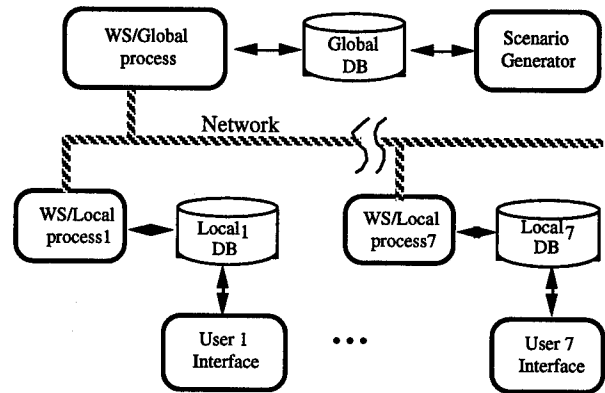 WS/Global
process
Global
DB
Scenario
Generator
Network
WS/Local
process1
Local1
DB
WS/Local
process7
Local7
DB
User 1
Interface
•••
User 7
Interface